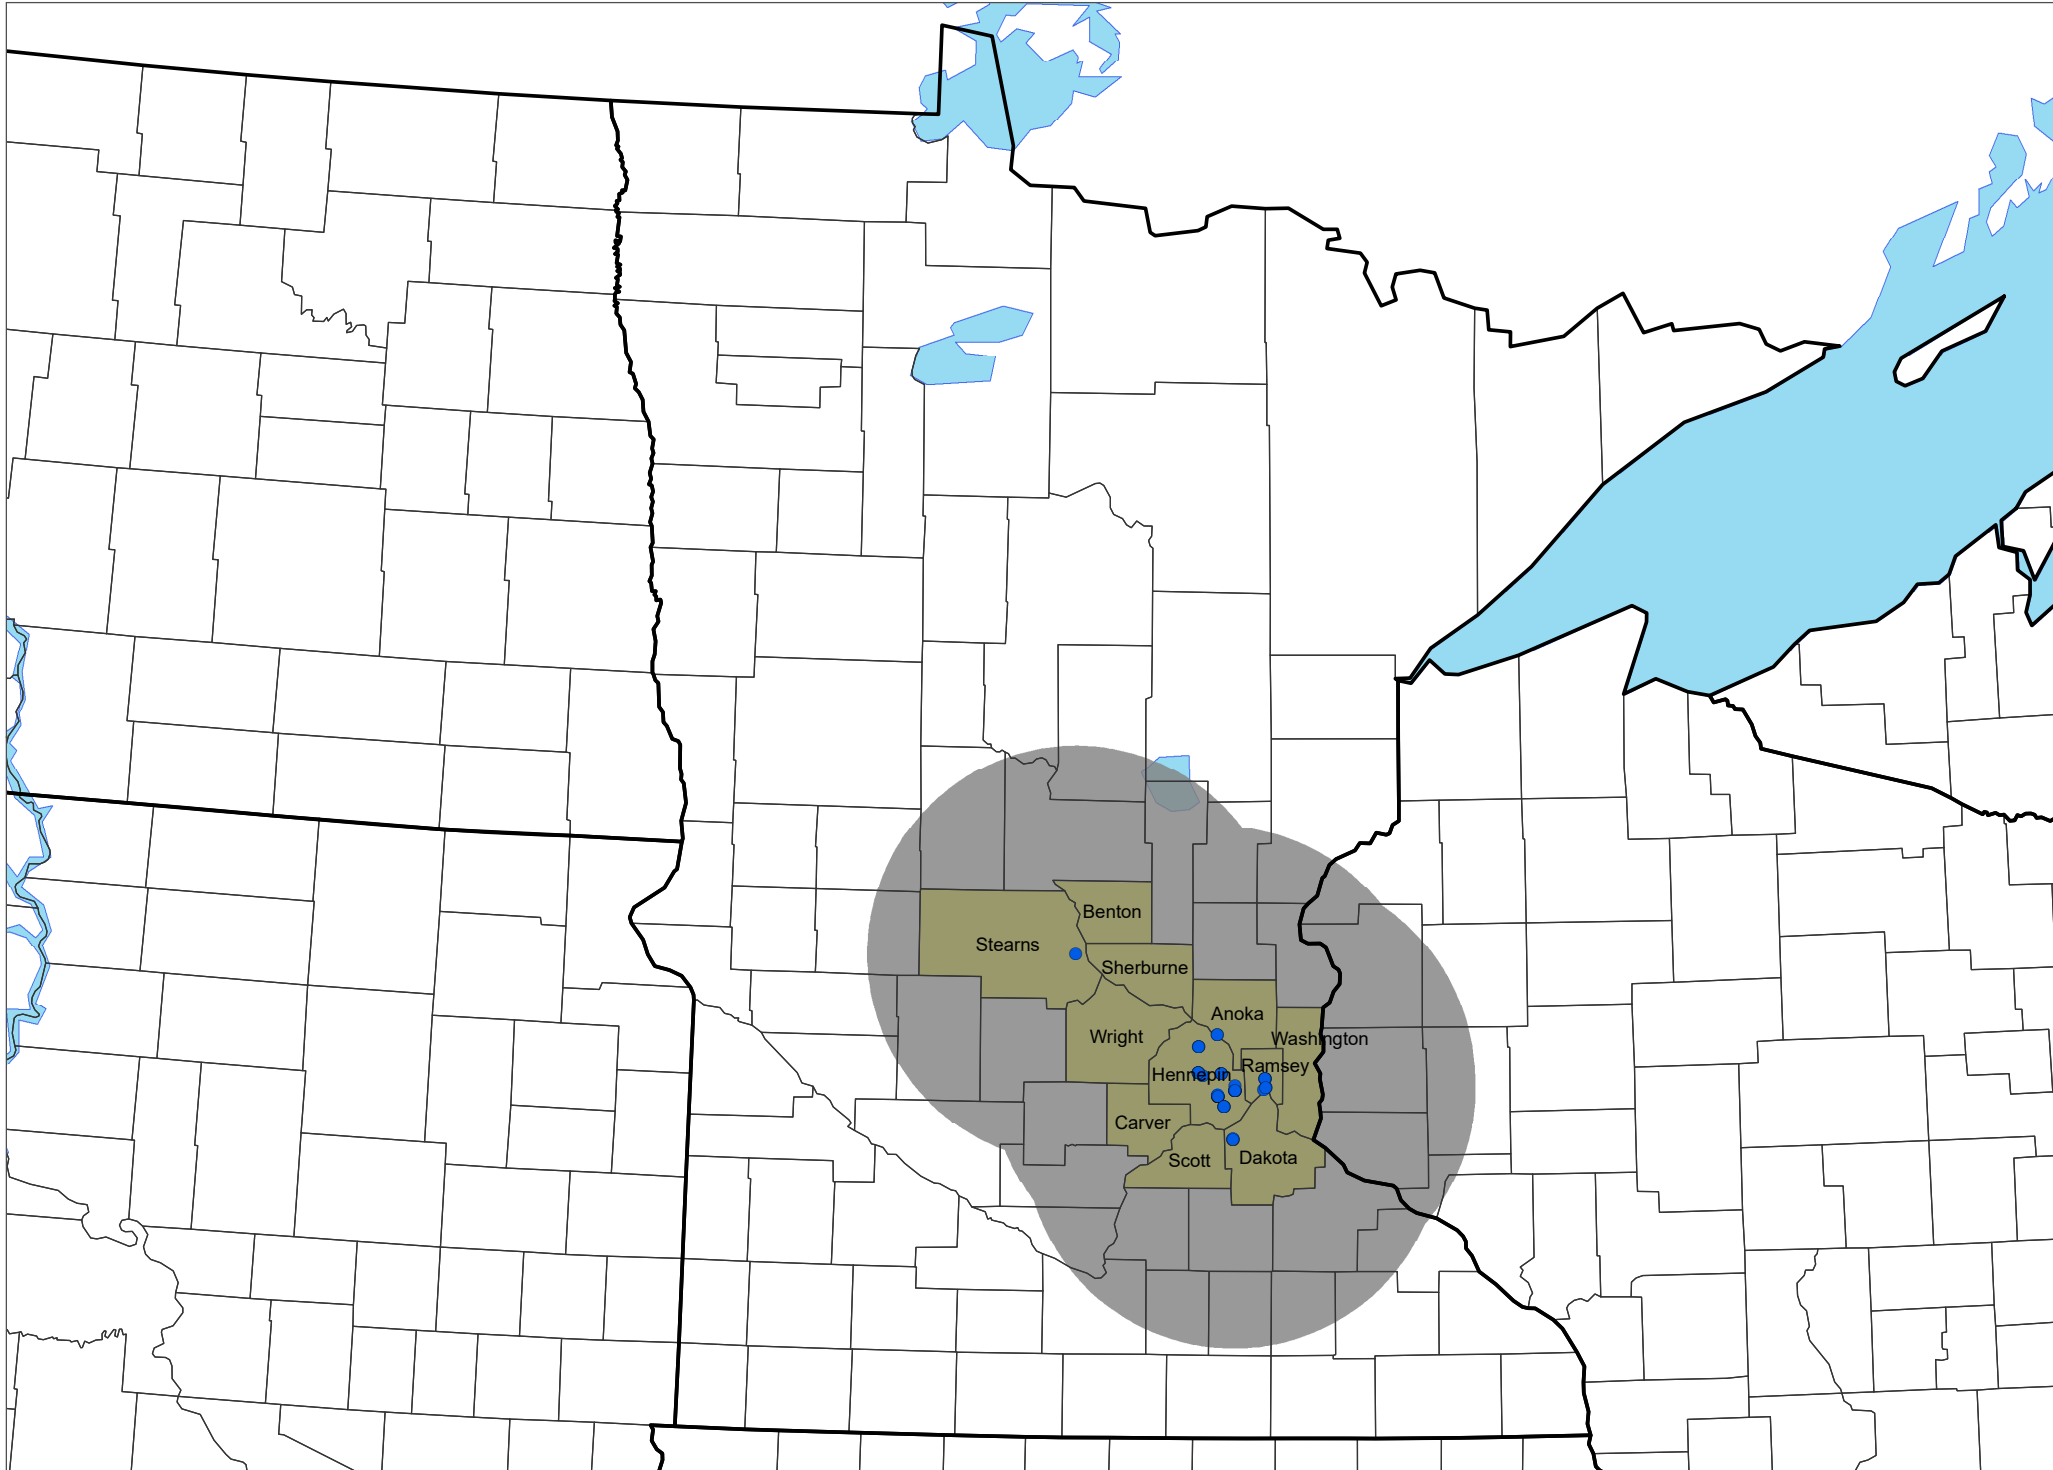 Benton
Stearns
Sherburne
Anoka
Wright
Washington
Ramsey
Hennepin
Carver
Scott
Dakota